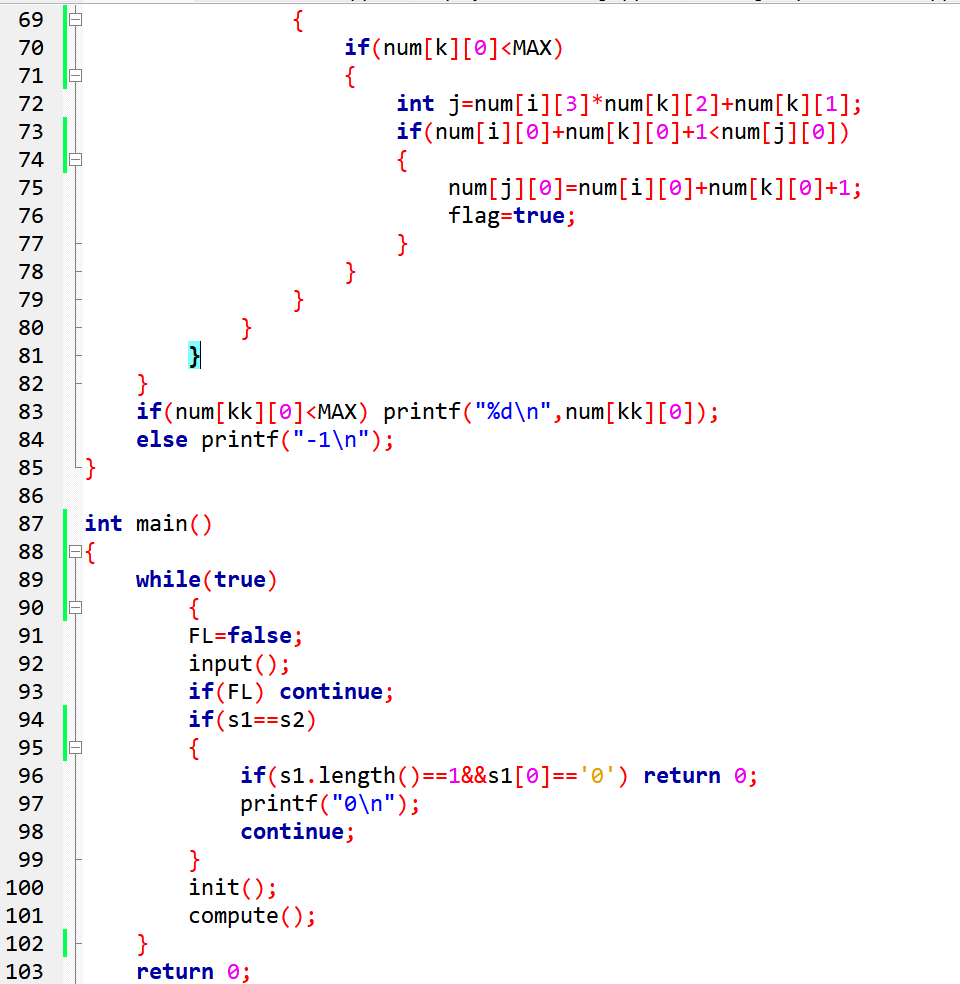 69 {
70 if(num[k][0]<MAX)
71 {
72 int j=num[i][3]*num[k][2]+num[k][1];
73 if(num[i][0]+num[k][0]+1<num[j][0])
74 {
75 num[j][0]=num[i][0]+num[k][0]+1;
76 flag=true;
77 }
78 }
79 }
80 }
81 }
82 }
83 if(num[kk][0]<MAX) printf("%d\n",num[kk][0]);
84 else printf("-1\n");
85 }
86
87 int main()
88 {
89 while(true)
90 {
91 FL=false;
92 input();
93 if(FL) continue;
94 if(s1==s2)
95 {
96 if(s1.length()==1&&s1[0]=='0') return 0;
97 printf("0\n");
98 continue;
99 }
100 init();
101 compute();
102 }
103 return 0;